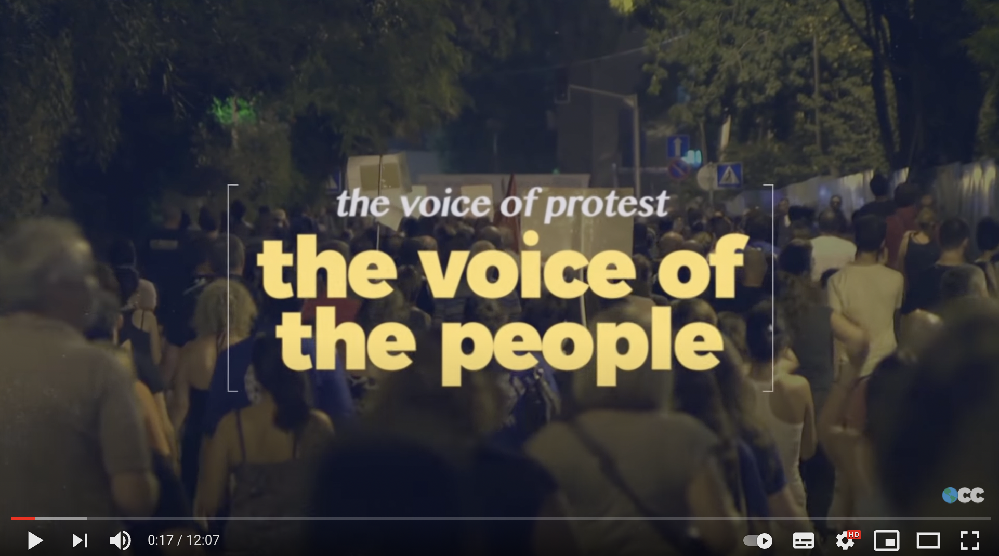 the voice of protest
the voice of
the people
CC
0:17 / 12:07
HD